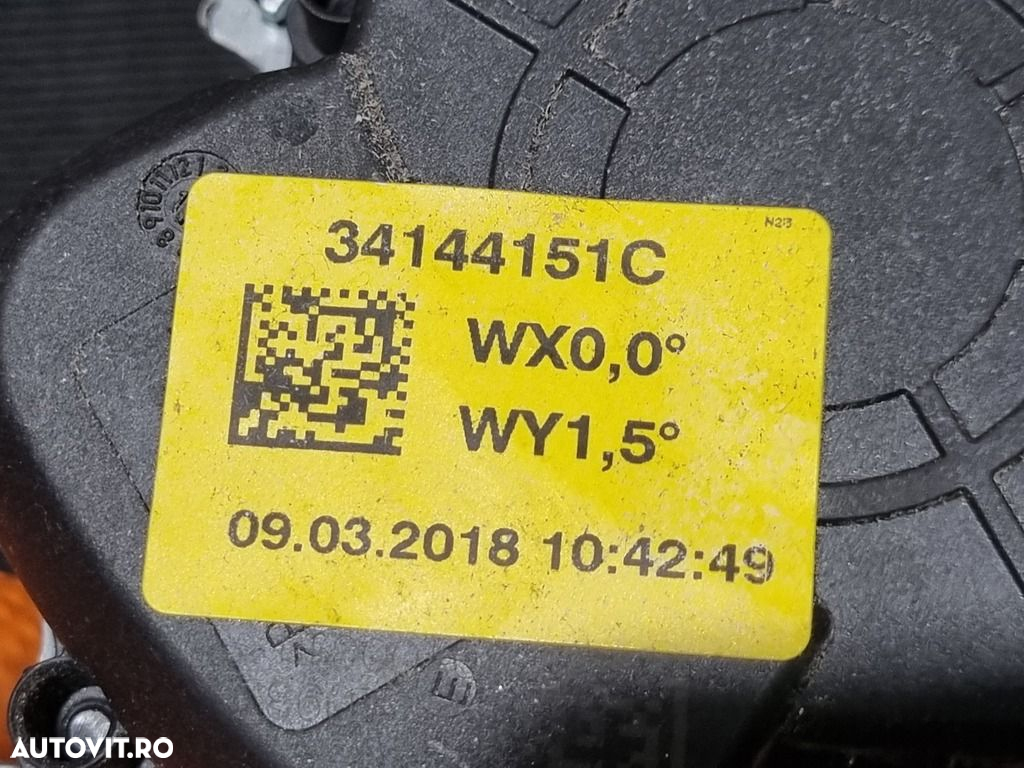 N2B
34144151C
WX0,0°
WY1,5°
09.03.2018 10:42:49
E
AUTOVIT.RO